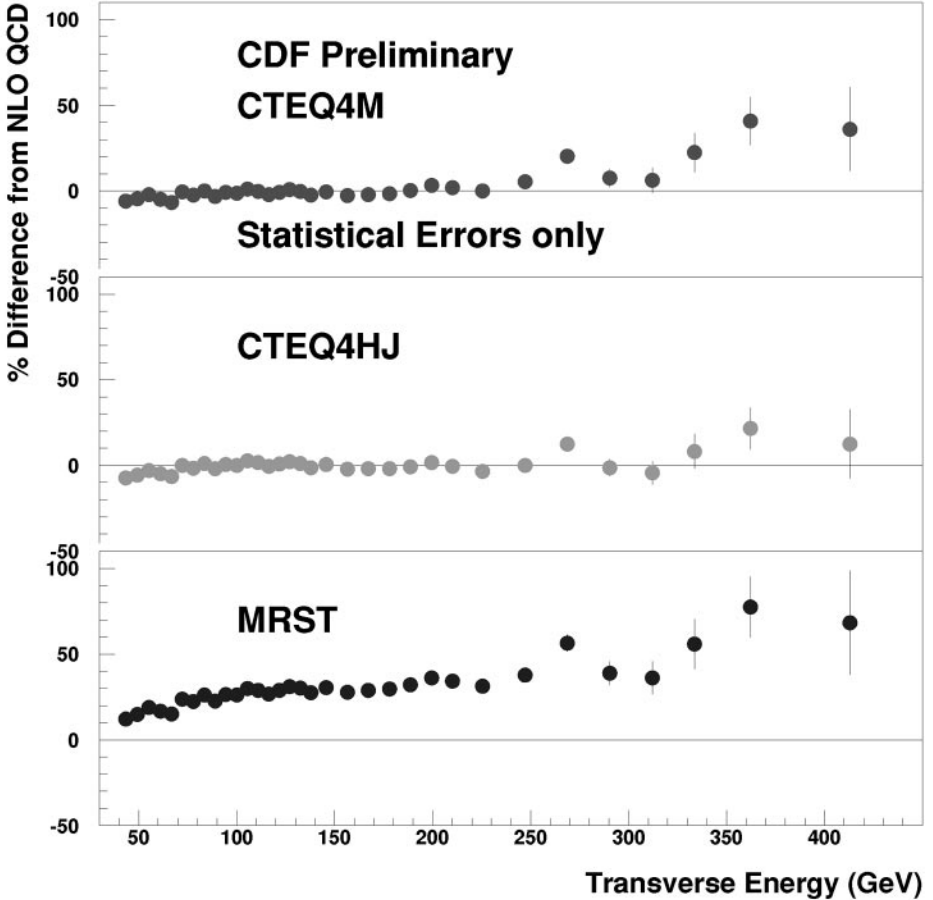 % Difference from NLO QCD
100
CDF Preliminary
50
CTEQ4M
0
Statistical Errors only
-50
100
CTEQ4HJ
50
0
-50
100
MRST
50
0
-50
50 100 150 200 250 300 350 400
Transverse Energy (GeV)